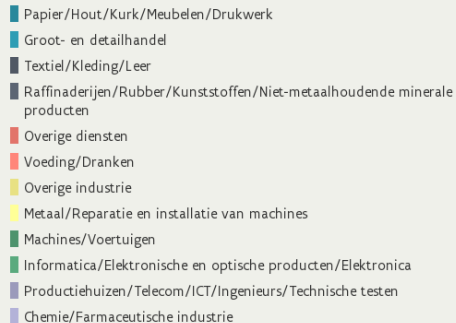 Papier/Hout/Kurk/Meubelen/Drukwerk
Groot- en detailhandel
Textiel/Kleding/Leer
Raffinaderijen/Rubber/Kunststoffen/Niet-metaalhoudende minerale
producten
Overige diensten
Voeding/Dranken
Overige industrie
Metaal/Reparatie en installatie van machines
Machines/Voertuigen
Informatica/Elektronische en optische producten/Elektronica
Productiehuizen/Telecom/ICT/Ingenieurs/Technische testen
Chemie/Farmaceutische industrie